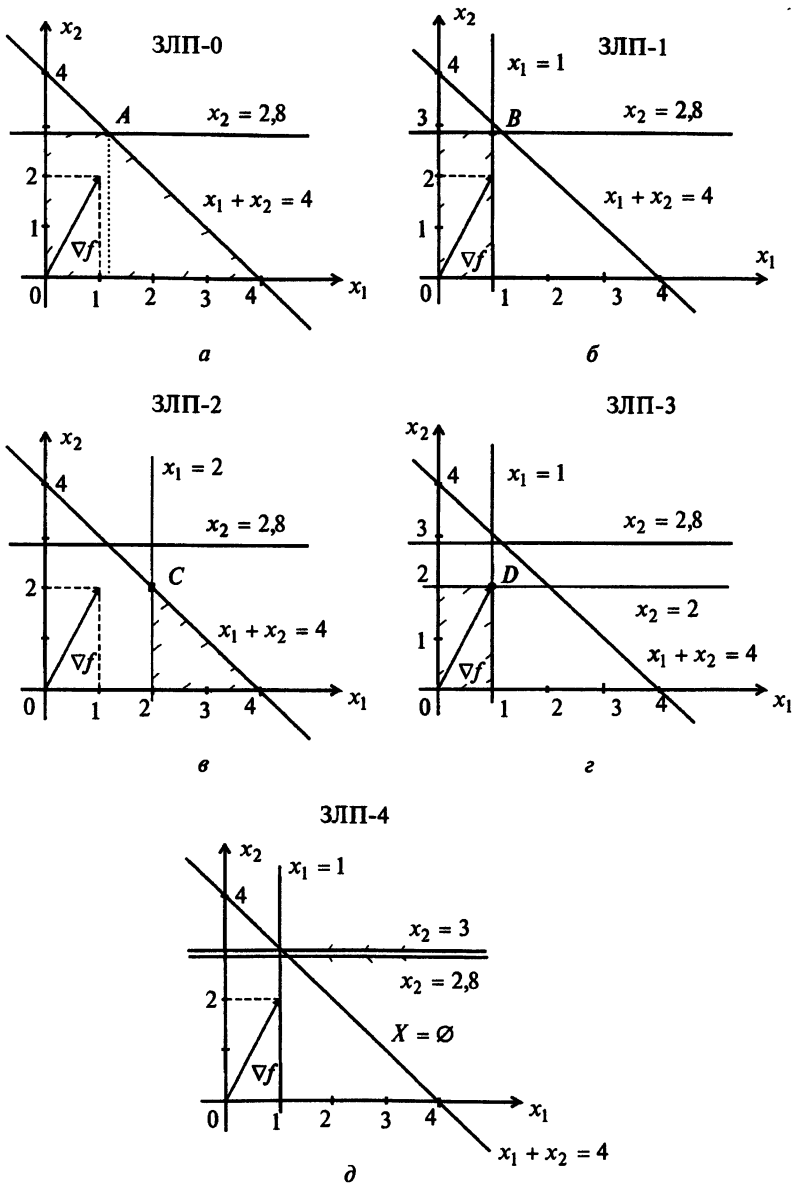 x₂
ЗЛП-0
4
A
x₂ = 2,8
2
x₁ + x₂ = 4
1
∇f
0
1
2
3
4
x₁
а
x₂
ЗЛП-1
4
x₁ = 1
3
B
x₂ = 2,8
2
x₁ + x₂ = 4
1
∇f
x₁
0
1
2
3
4
б
ЗЛП-2
x₂
x₁ = 2
4
x₂ = 2,8
2
C
x₁ + x₂ = 4
∇f
0
1
2
3
4
x₁
в
ЗЛП-3
x₂
4
x₁ = 1
3
x₂ = 2,8
2
D
x₂ = 2
1
∇f
x₁ + x₂ = 4
0
1
2
3
4
x₁
г
ЗЛП-4
x₂
x₁ = 1
4
x₂ = 3
x₂ = 2,8
2
X = ∅
∇f
0
1
2
3
4
x₁
x₁ + x₂ = 4
д